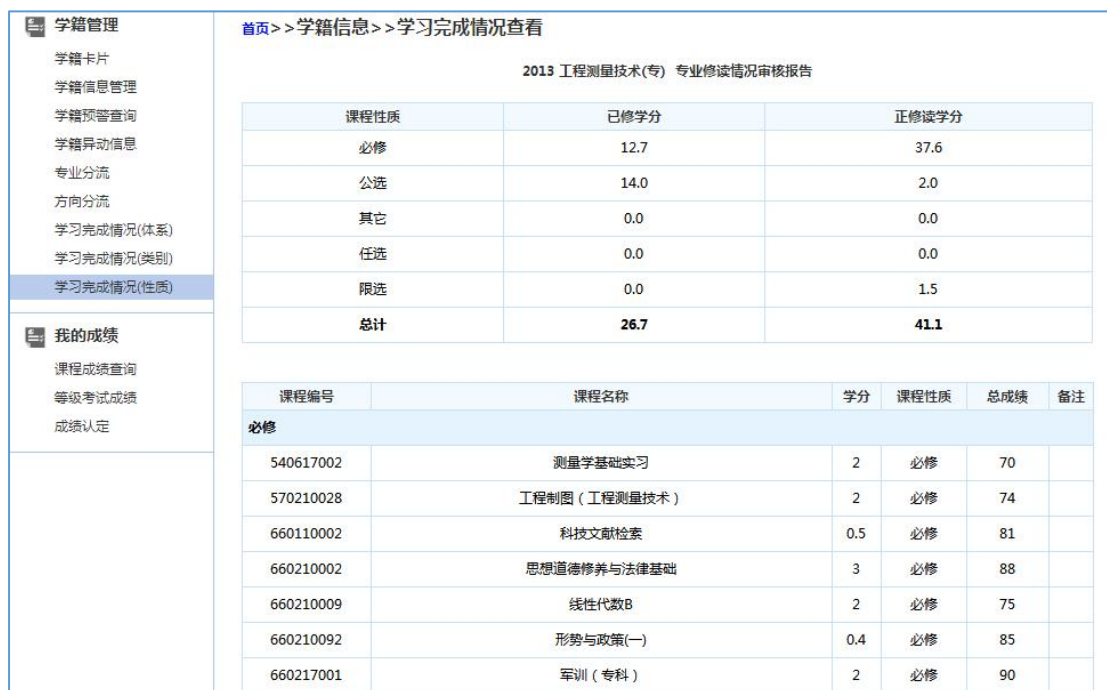 学籍管理
学籍卡片
学籍信息管理
学籍预警查询
学籍异动信息
专业分流
方向分流
学习完成情况(体系)
学习完成情况(类别)
学习完成情况(性质)
我的成绩
课程成绩查询
等级考试成绩
成绩认定
首页>>学籍信息>>学习完成情况查看
2013 工程测量技术(专) 专业修读情况审核报告
课程性质 已修学分 正修读学分
必修 12.7 37.6
公选 14.0 2.0
其它 0.0 0.0
任选 0.0 0.0
限选 0.0 1.5
总计 26.7 41.1
课程编号 课程名称 学分 课程性质 总成绩 备注
必修
540617002 测量学基础实习 2 必修 70
570210028 工程制图（工程测量技术） 2 必修 74
660110002 科技文献检索 0.5 必修 81
660210002 思想道德修养与法律基础 3 必修 88
660210009 线性代数B 2 必修 75
660210092 形势与政策(一) 0.4 必修 85
660217001 军训（专科） 2 必修 90